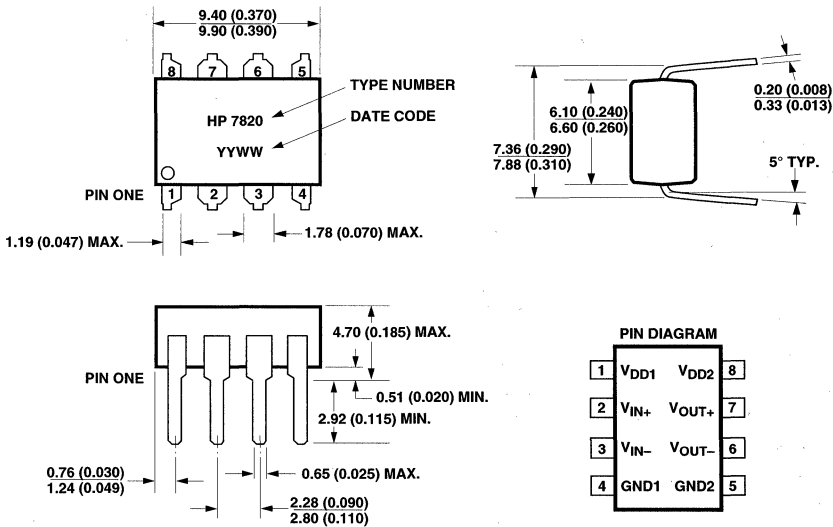 9.40 (0.370)
9.90 (0.390)
8 7 6 5
TYPE NUMBER
HP 7820
DATE CODE
YYWW
PIN ONE
1 2 3 4
1.19 (0.047) MAX.
1.78 (0.070) MAX.
6.10 (0.240)
6.60 (0.260)
7.36 (0.290)
7.88 (0.310)
0.20 (0.008)
0.33 (0.013)
5° TYP.
4.70 (0.185) MAX.
PIN ONE
0.51 (0.020) MIN.
2.92 (0.115) MIN.
0.76 (0.030)
1.24 (0.049)
0.65 (0.025) MAX.
2.28 (0.090)
2.80 (0.110)
PIN DIAGRAM
1 VDD1 VDD2 8
2 VIN+ VOUT+ 7
3 VIN– VOUT– 6
4 GND1 GND2 5